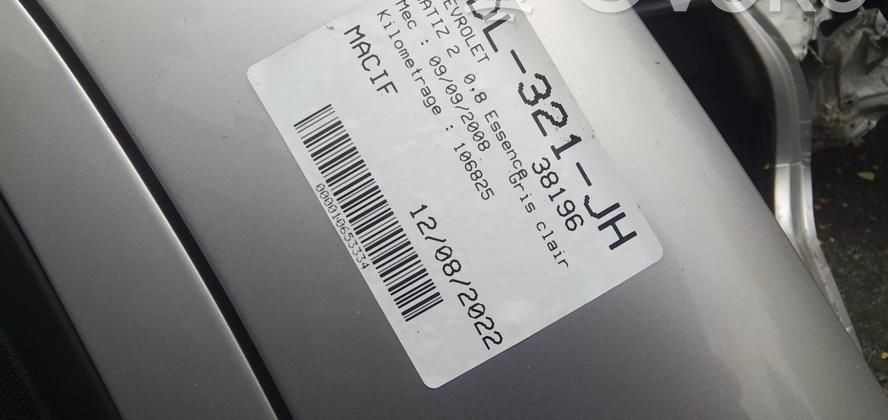 DL-321-JH
38196
EVROLET
ATIZ 2 0,8 Essence Gris clair
Mec : 09/09/2008
Kilometrage : 106825
MACIF
12/08/2022
0000010653334